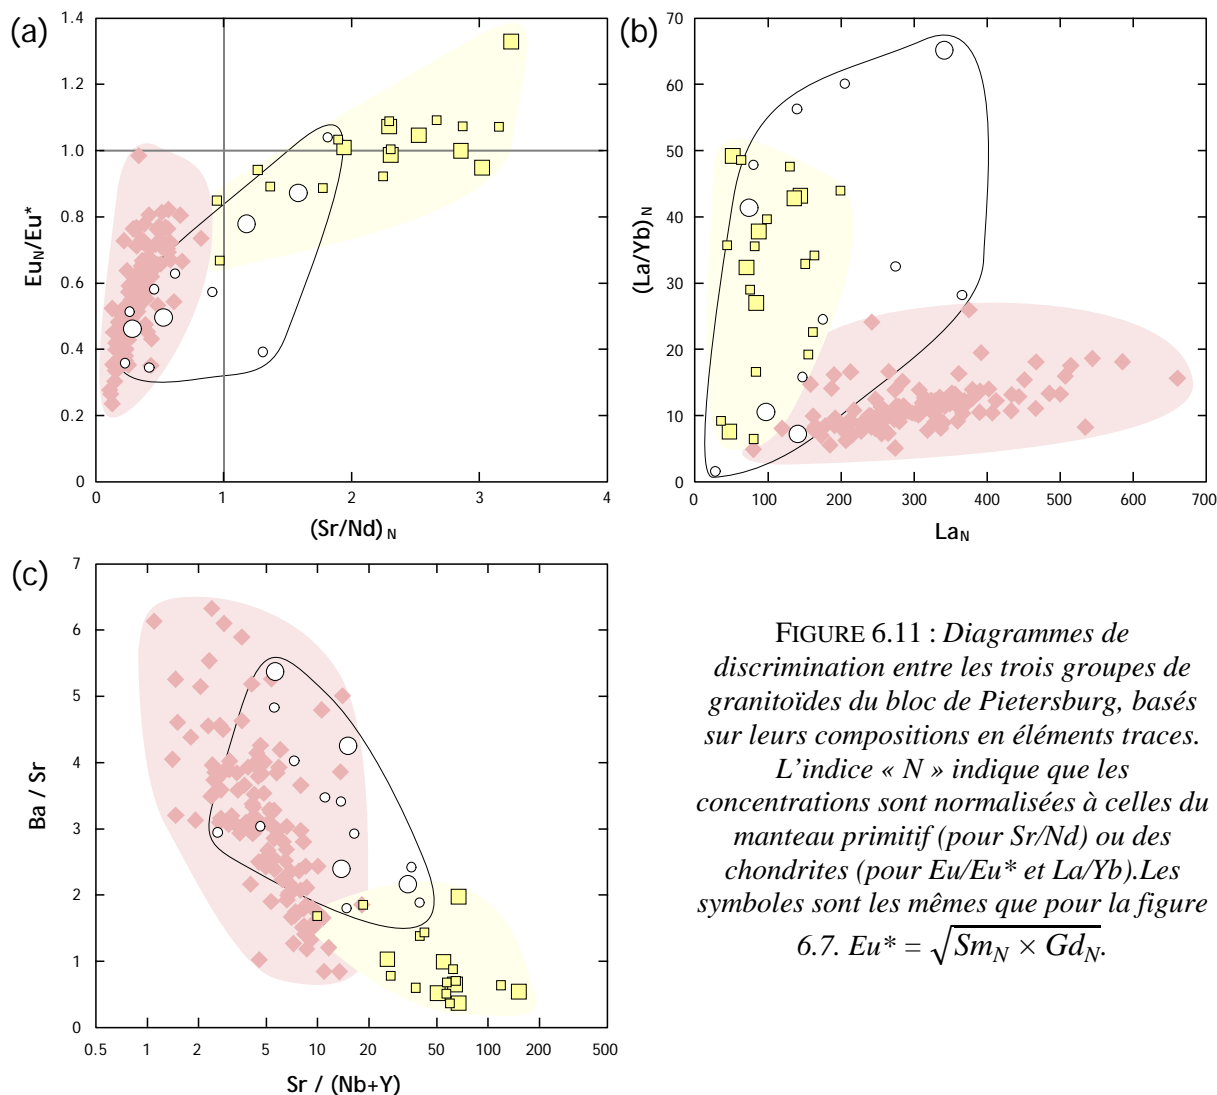 (a)
1.4
1.2
1.0
0.8
0.6
0.4
0.2
0
Eu_N/Eu*
0 1 2 3 4
(Sr/Nd)_N
(b)
70
60
50
40
30
20
10
0
(La/Yb)_N
0 100 200 300 400 500 600 700
La_N
(c)
7
6
5
4
3
2
1
0
Ba / Sr
0.5 1 2 5 10 20 50 100 200 500
Sr / (Nb+Y)
FIGURE 6.11 : Diagrammes de
discrimination entre les trois groupes de
granitoïdes du bloc de Pietersburg, basés
sur leurs compositions en éléments traces.
L'indice « N » indique que les
concentrations sont normalisées à celles du
manteau primitif (pour Sr/Nd) ou des
chondrites (pour Eu/Eu* et La/Yb).Les
symboles sont les mêmes que pour la figure
6.7. Eu* = √(Sm_N × Gd_N).